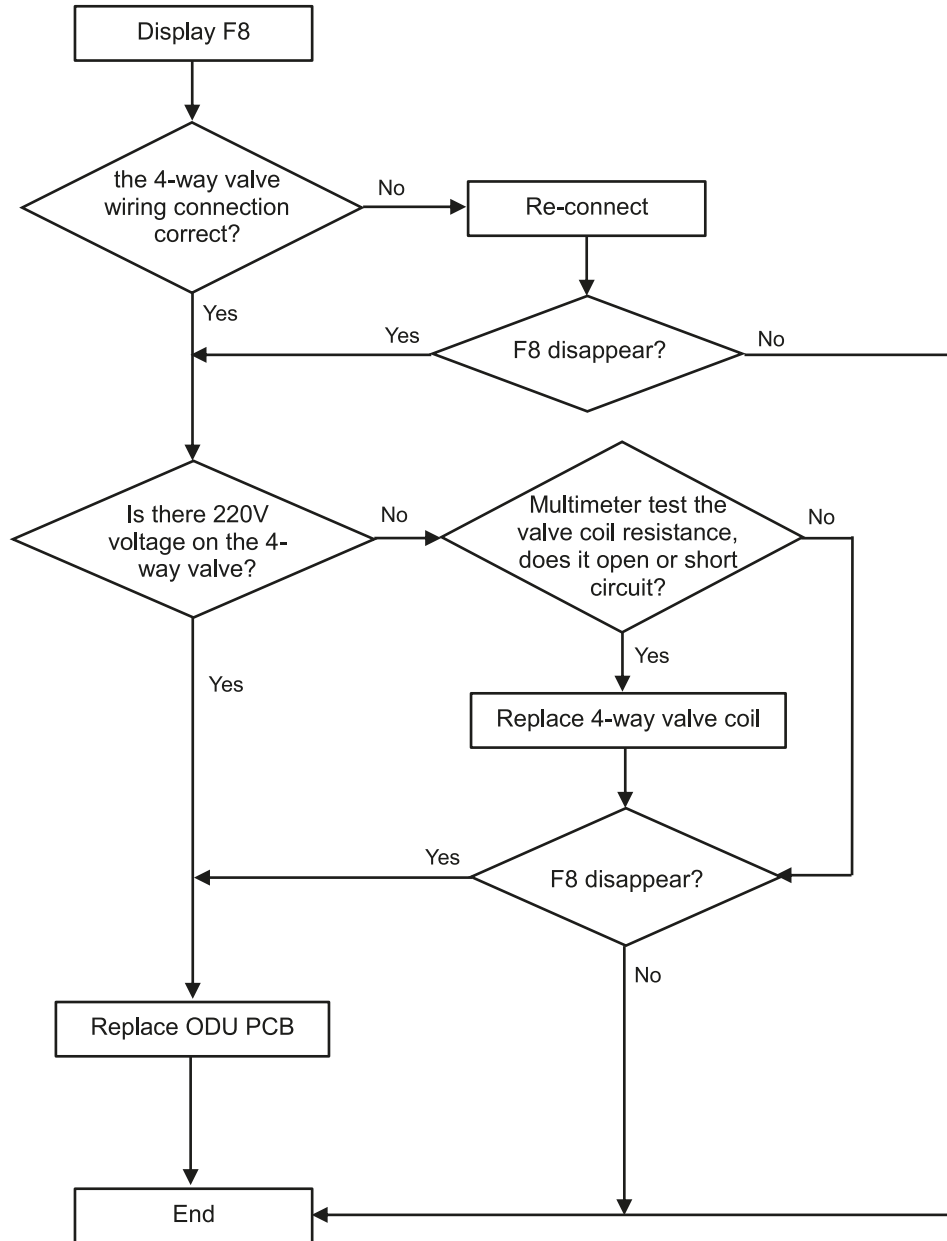 Display F8
the 4-way valve
wiring connection
correct?
No
Re-connect
Yes
Yes
F8 disappear?
No
Is there 220V
voltage on the 4-
way valve?
No
Multimeter test the
valve coil resistance,
does it open or short
circuit?
No
Yes
Yes
Replace 4-way valve coil
Yes
F8 disappear?
No
Replace ODU PCB
End